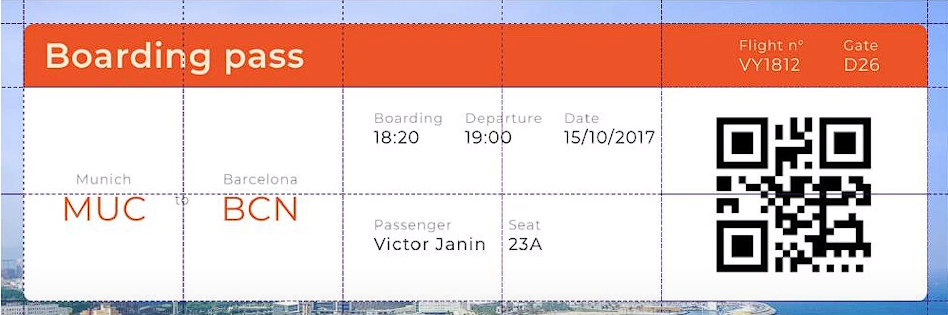 Boarding pass
Flight n° Gate
VY1812 D26
Boarding Departure Date
18:20 19:00 15/10/2017
Munich to Barcelona
MUC BCN
Passenger Seat
Victor Janin 23A